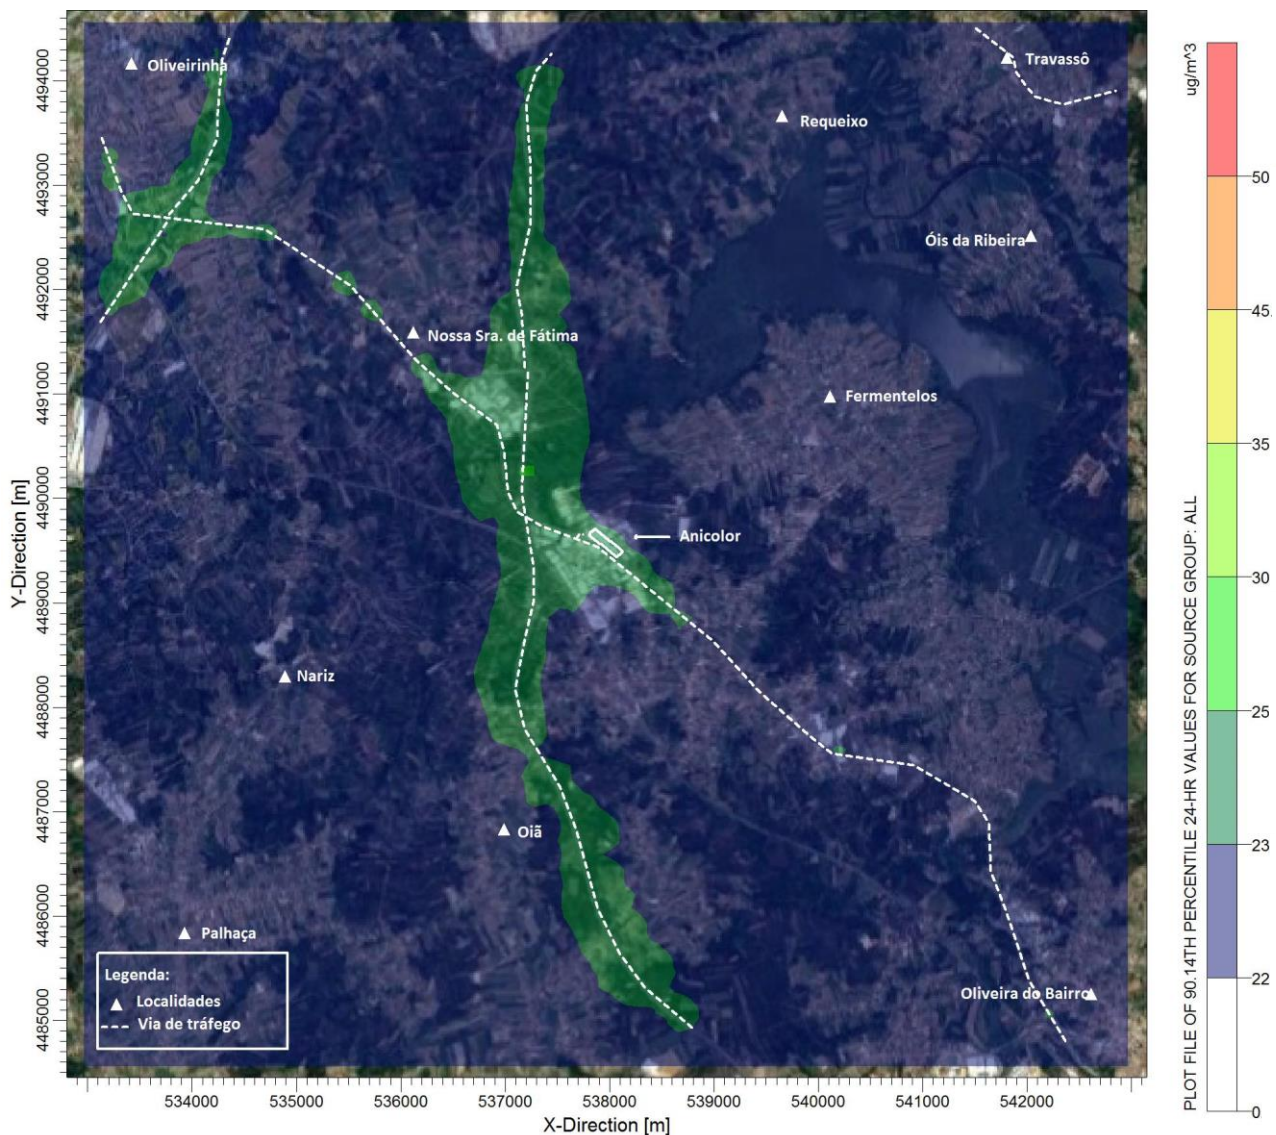 Oliveirinha
Travassô
Requeixo
Óis da Ribeira
Nossa Sra. de Fátima
Fermentelos
Anicolor
Nariz
Oiã
Palhaça
Oliveira do Bairro
Legenda:
Localidades
Via de tráfego
Y-Direction [m]
4485000 4486000 4487000 4488000 4489000 4490000 4491000 4492000 4493000 4494000
534000 535000 536000 537000 538000 539000 540000 541000 542000
X-Direction [m]
PLOT FILE OF 90.14TH PERCENTILE 24-HR VALUES FOR SOURCE GROUP: ALL
ug/m^3
50
45.
35
30
25
23
22
0